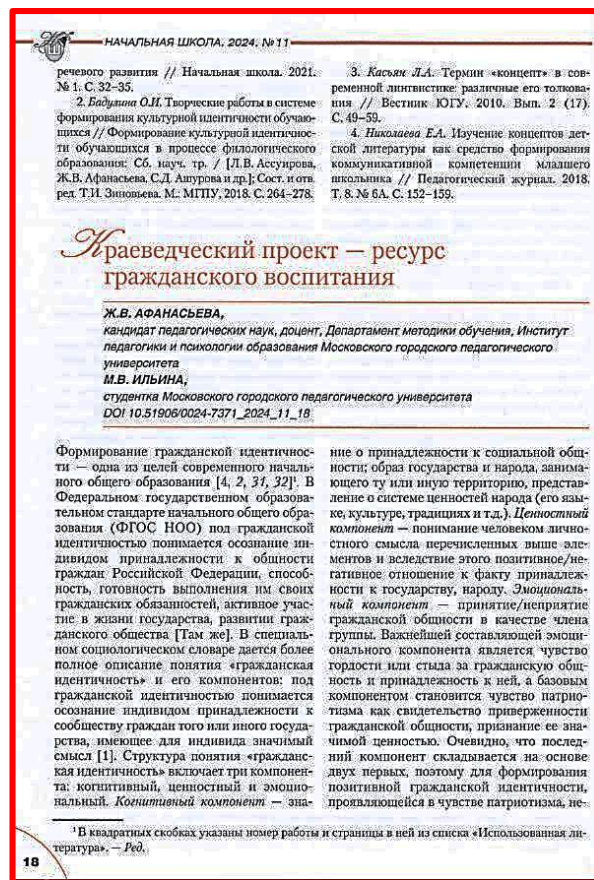 НАЧАЛЬНАЯ ШКОЛА. 2024. №11
речевого развития // Начальная школа. 2021.
№ 1. С. 32–35.
2. Бадулина О.И. Творческие работы в системе
формирования культурной идентичности обучаю-
щихся // Формирование культурной идентичнос-
ти обучающихся в процессе филологического
образования: Сб. науч. тр. / [Л.В. Ассуирова,
Ж.В. Афанасьева, С.Д. Ашурова и др.]; Сост. и отв.
ред. Т.И. Зиновьева. М.: МГПУ, 2018. С. 264–278.
3. Касьян Л.А. Термин «концепт» в сов-
ременной лингвистике: различные его толкова-
ния // Вестник ЮГУ. 2010. Вып. 2 (17).
С. 49–59.
4. Николаева Е.А. Изучение концептов дет-
ской литературы как средство формирования
коммуникативной компетенции младшего
школьника // Педагогический журнал. 2018.
Т. 8. № 6А. С. 152–159.
Краеведческий проект — ресурс
гражданского воспитания
Ж.В. АФАНАСЬЕВА,
кандидат педагогических наук, доцент, Департамент методики обучения, Институт
педагогики и психологии образования Московского городского педагогического
университета
М.В. ИЛЬИНА,
студентка Московского городского педагогического университета
DOI 10.51906/0024-7371_2024_11_18
Формирование гражданской идентичнос-
ти — одна из целей современного началь-
ного общего образования [4, 2, 31, 32]¹. В
Федеральном государственном образова-
тельном стандарте начального общего обра-
зования (ФГОС НОО) под гражданской
идентичностью понимается осознание ин-
дивидом принадлежности к общности
граждан Российской Федерации, способ-
ность, готовность выполнения им своих
гражданских обязанностей, активное учас-
тие в жизни государства, развитии граж-
данского общества [Там же]. В специаль-
ном социологическом словаре дается более
полное описание понятия «гражданская
идентичность» и его компонентов: под
гражданской идентичностью понимается
осознание индивидом принадлежности к
сообществу граждан того или иного госуда-
рства, имеющее для индивида значимый
смысл [1]. Структура понятия «гражданс-
кая идентичность» включает три компонен-
та: когнитивный, ценностный и эмоцио-
нальный. Когнитивный компонент — зна-
ние о принадлежности к социальной общ-
ности; образ государства и народа, занима-
ющего ту или иную территорию, представ-
ление о системе ценностей народа (его язы-
ке, культуре, традициях и т.д.). Ценностный
компонент — понимание человеком личнос-
тного смысла перечисленных выше эле-
ментов и вследствие этого позитивное/не-
гативное отношение к факту принадлеж-
ности к государству, народу. Эмоциональ-
ный компонент — принятие/неприятие
гражданской общности в качестве члена
группы. Важнейшей составляющей эмоци-
онального компонента является чувство
гордости или стыда за гражданскую общ-
ность и принадлежность к ней, а базовым
компонентом становится чувство патрио-
тизма как свидетельство приверженности
гражданской общности, признание ее зна-
чимой ценностью. Очевидно, что послед-
ний компонент складывается на основе
двух первых, поэтому для формирования
позитивной гражданской идентичности,
проявляющейся в чувстве патриотизма, не-
¹ В квадратных скобках указаны номер работы и страницы в ней из списка «Использованная ли-
тература». — Ред.
18